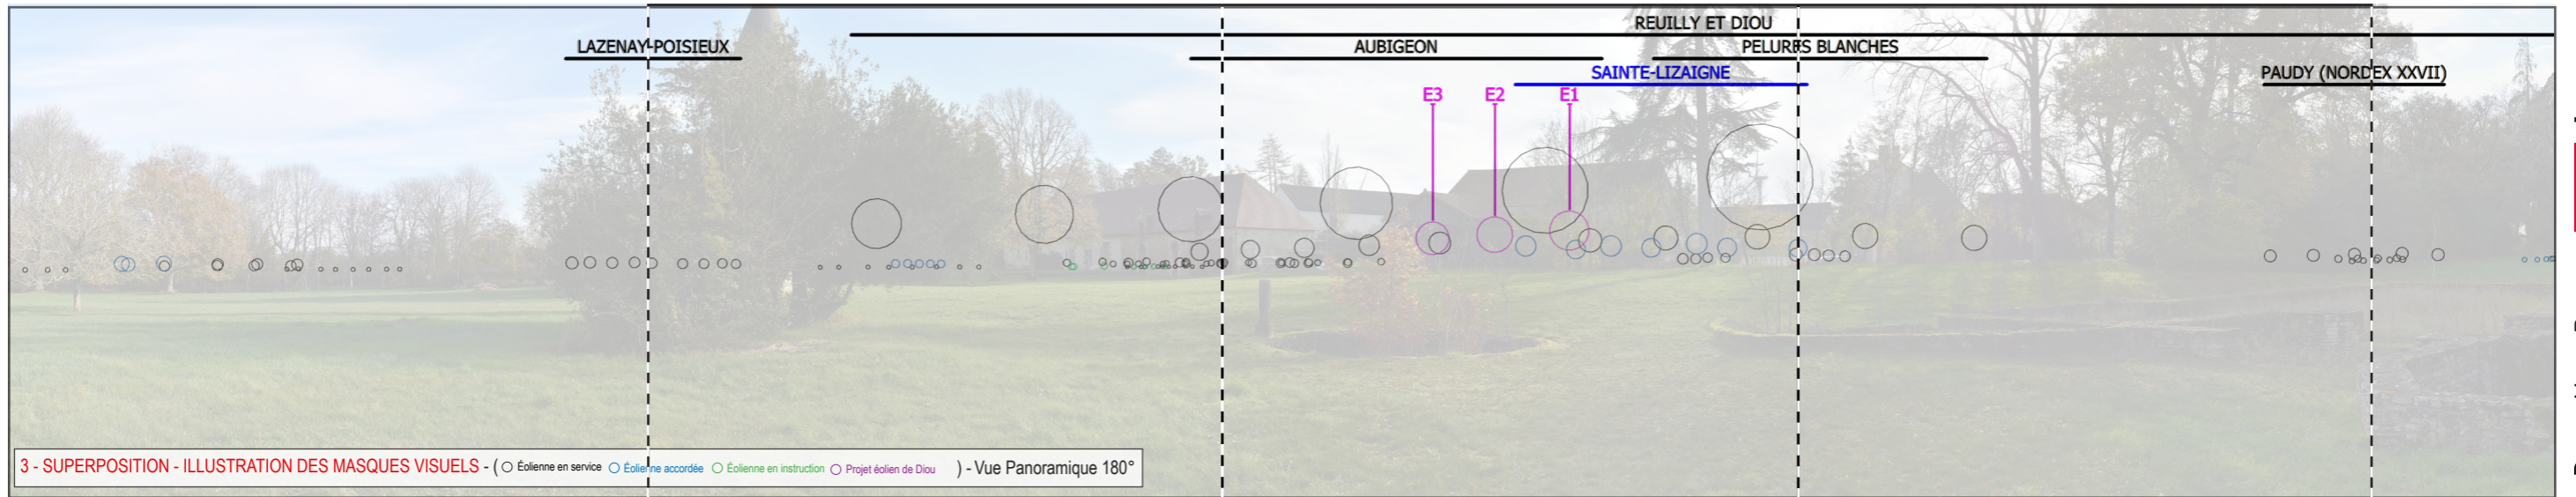 REUILLY ET DIOU
LAZENAY-POISIEUX
AUBIGEON
PELURES BLANCHES
SAINTE-LIZAIGNE
PAUDY (NORDEX XXVII)
E3
E2
E1
3 - SUPERPOSITION - ILLUSTRATION DES MASQUES VISUELS - ( Éolienne en service Éolienne accordée Éolienne en instruction Projet éolien de Diou ) - Vue Panoramique 180°